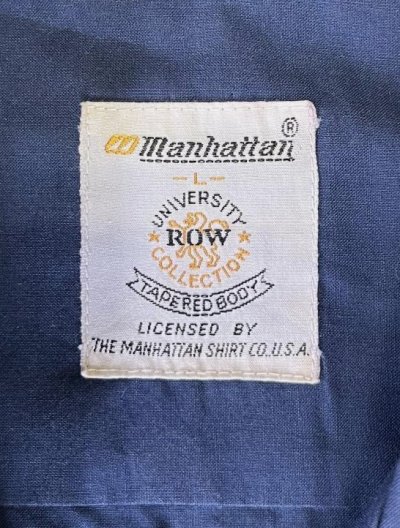 Manhattan ®
- L -
UNIVERSITY
ROW
COLLECTION
TAPERED BODY
LICENSED BY
THE MANHATTAN SHIRT CO. U.S.A.